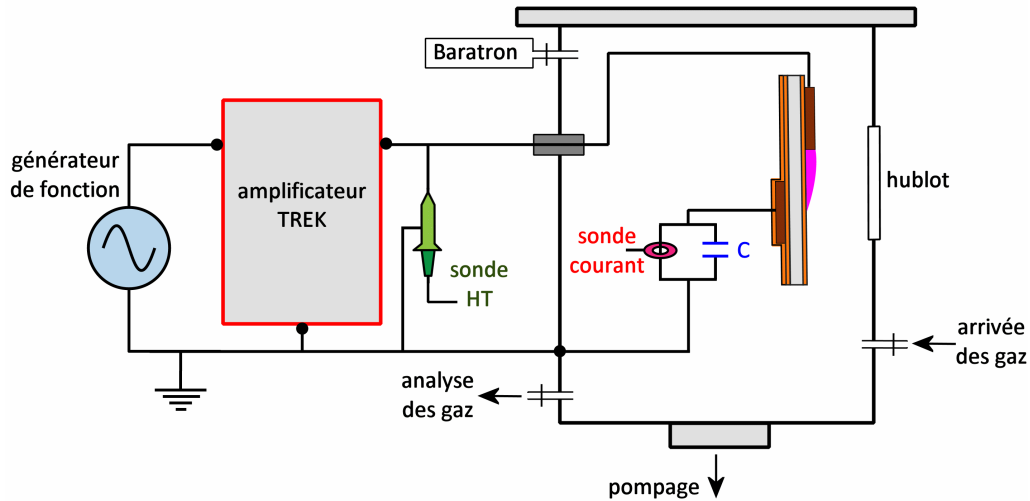 Baratron
générateur
de fonction
amplificateur
TREK
hublot
sonde
courant
C
sonde
HT
arrivée
des gaz
analyse
des gaz
pompage